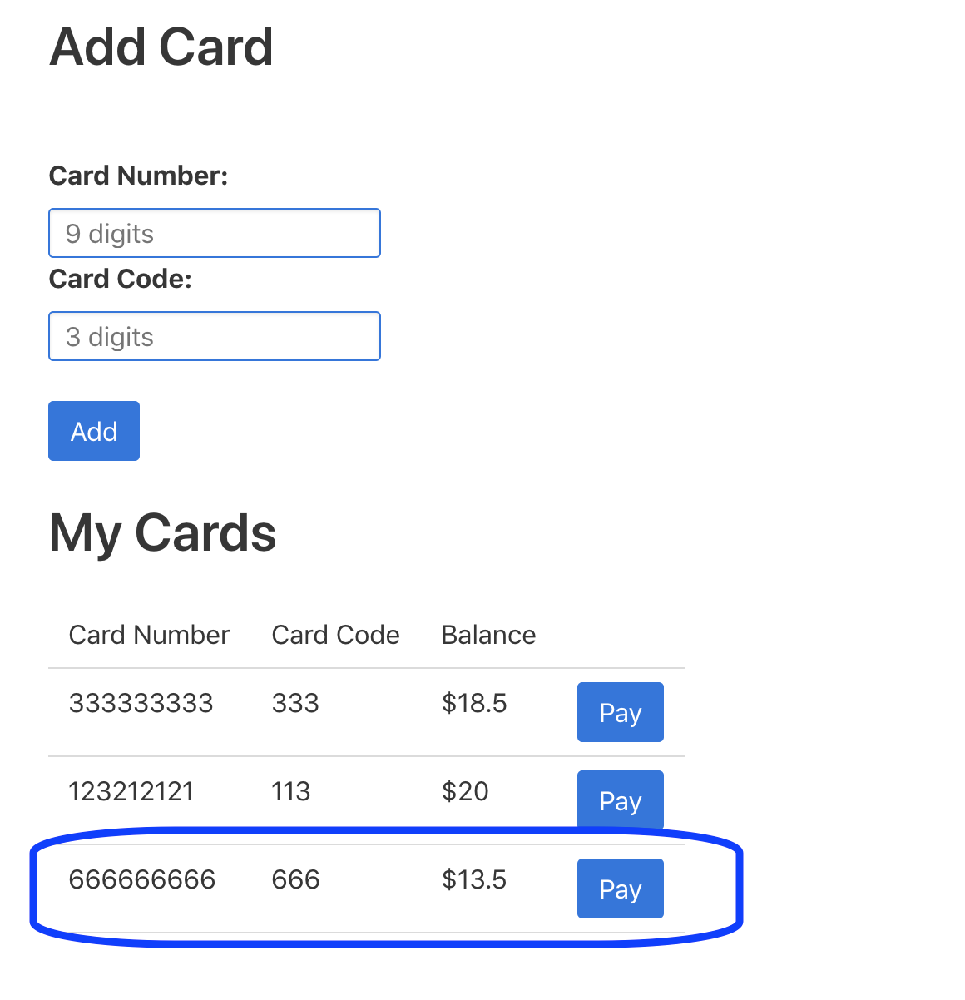 Add Card
Card Number:
9 digits
Card Code:
3 digits
Add
My Cards
Card Number Card Code Balance
333333333 333 $18.5 Pay
123212121 113 $20 Pay
666666666 666 $13.5 Pay